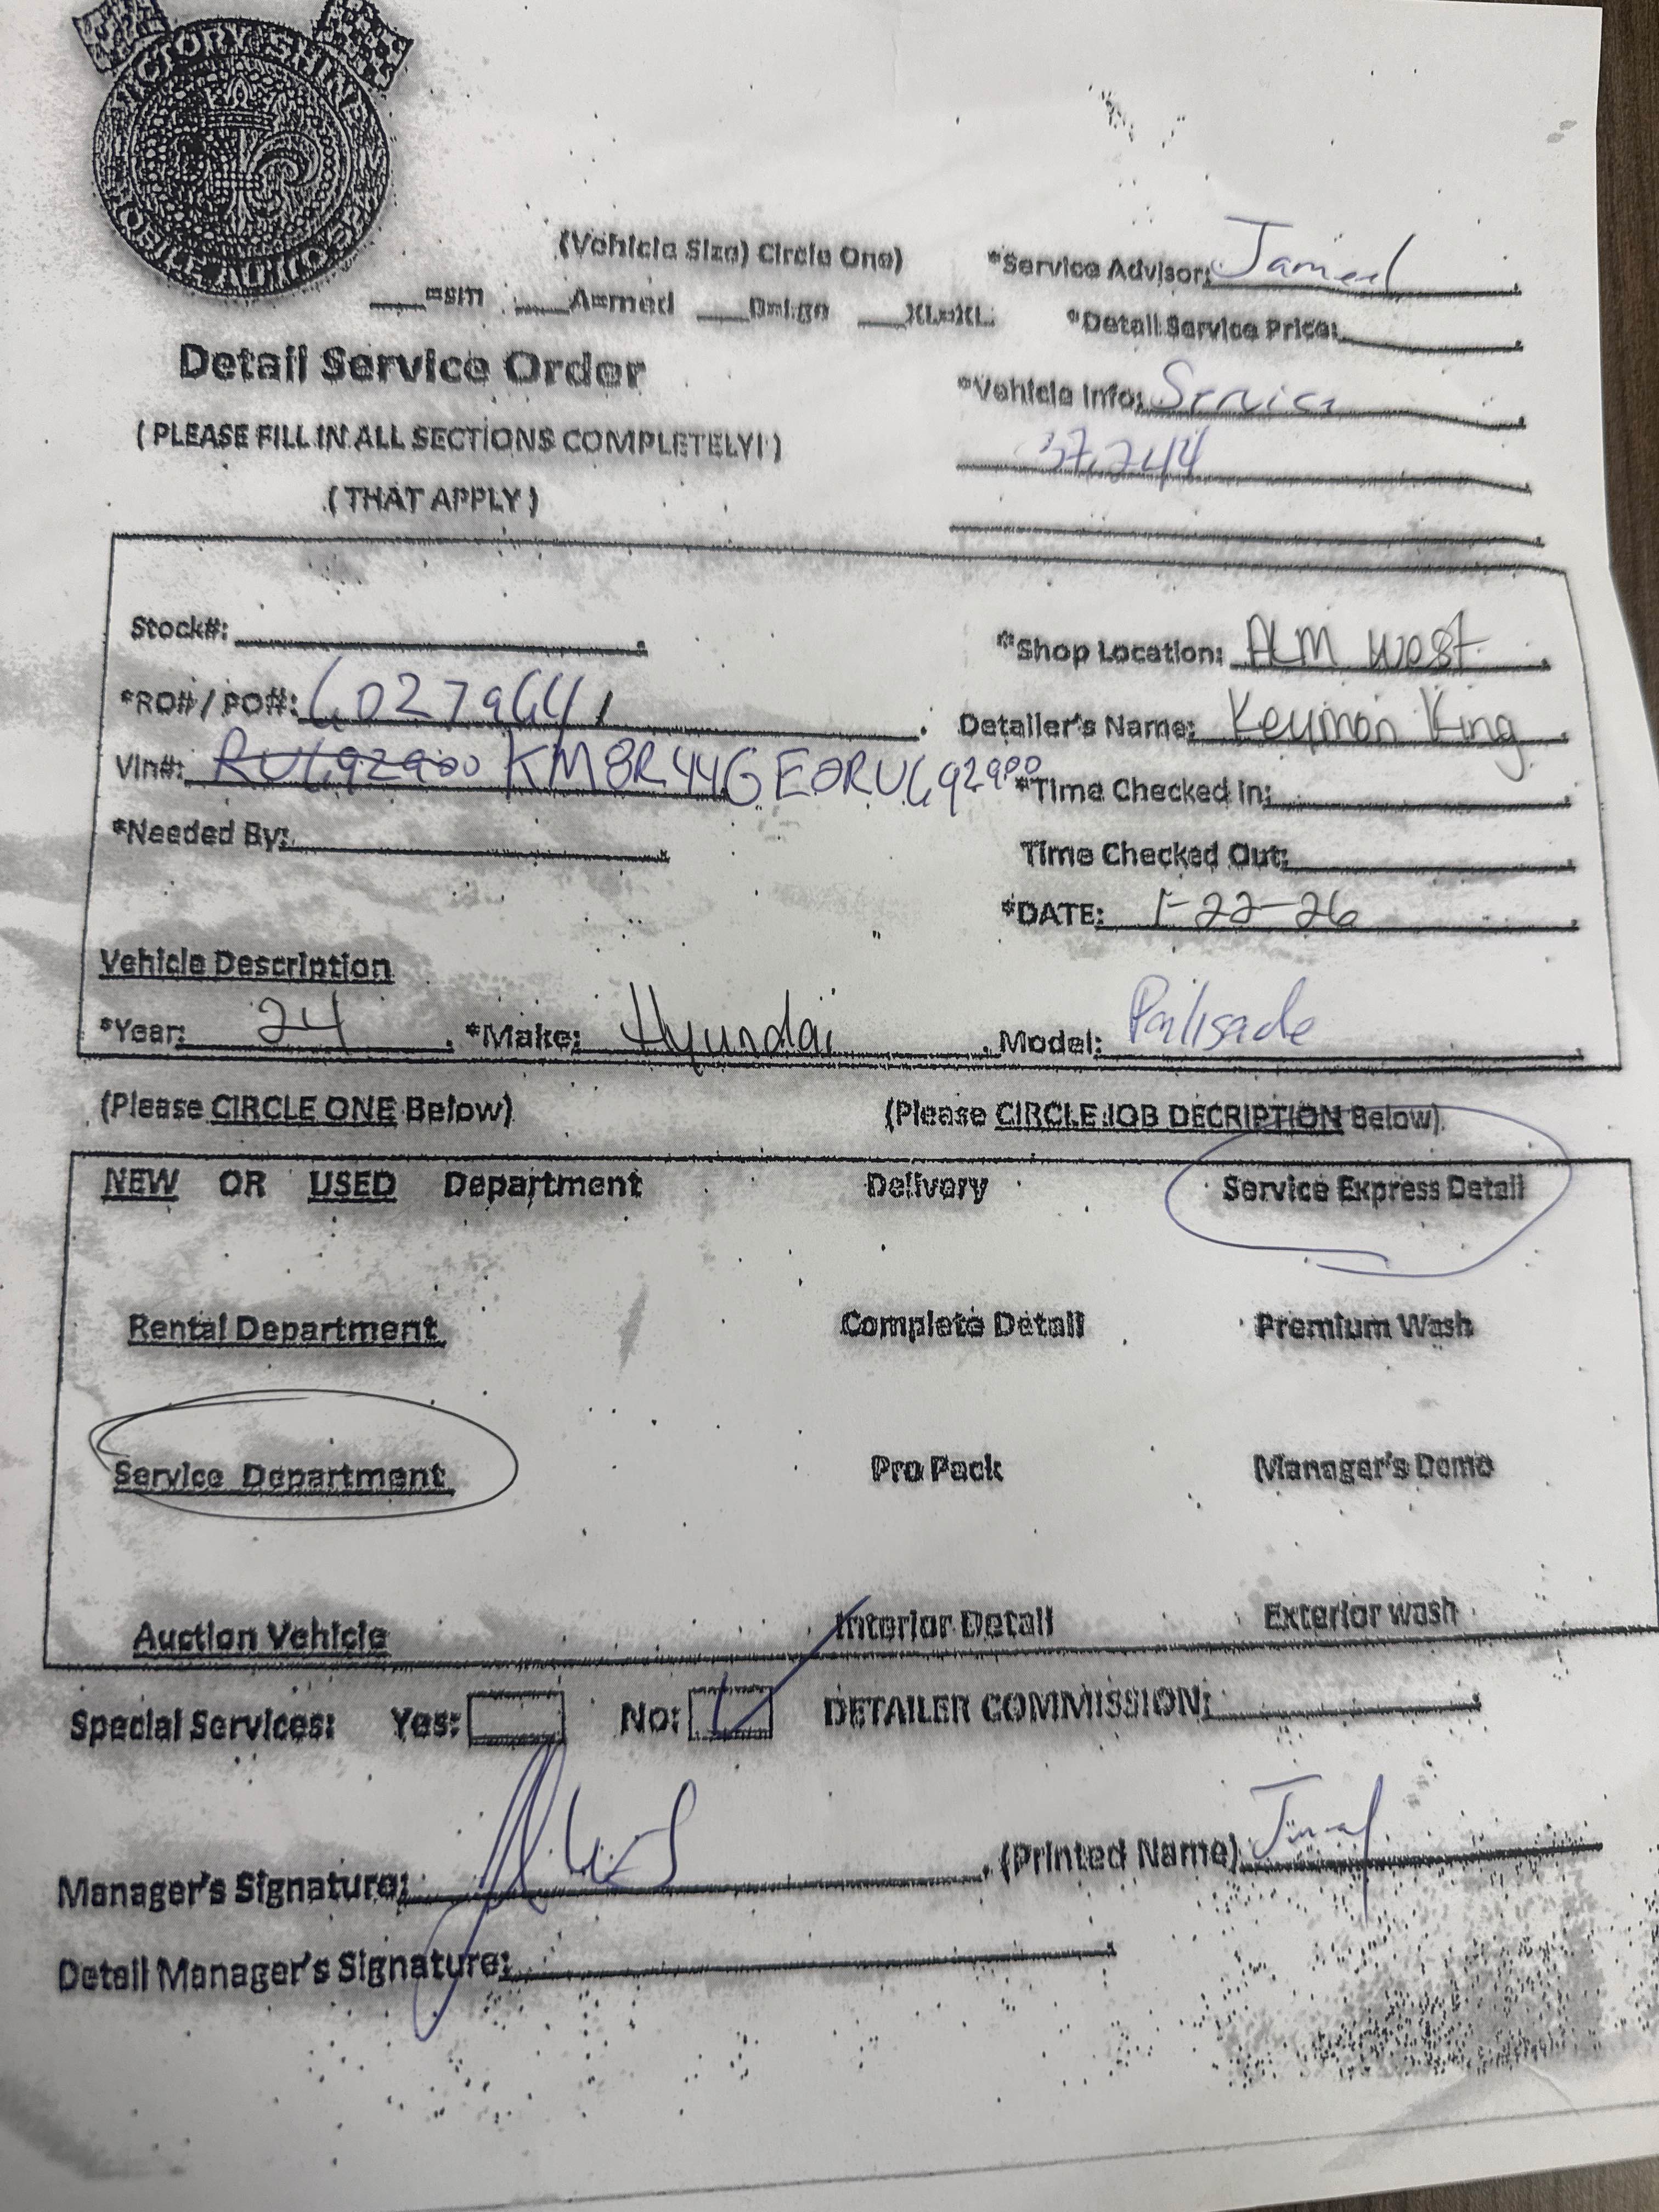 VICTORY SHINE
MOBILE AUTO SPA
(Vehicle Size) Circle One)
*Service Advisor: Jameel
A=med
XL=XL
*Detail Service Price:
Detail Service Order
*Vehicle Info: Service
(PLEASE FILL IN ALL SECTIONS COMPLETELY!)
37,244
(THAT APPLY)
Stock#:
*Shop Location: ALM West
*RO# / PO#: 6027964
Detailer's Name: Keymon King
Vin#: RU692900 KM8R44GE0RU692900
*Time Checked In:
*Needed By:
Time Checked Out:
*DATE: 1-22-26
Vehicle Description
*Year: 24 *Make: Hyundai Model: Palisade
(Please CIRCLE ONE Below)
(Please CIRCLE JOB DECRIPTION Below)
NEW OR USED Department
Delivery
Service Express Detail
Rental Department
Complete Detail
Premium Wash
Service Department
Pro Pack
Manager's Demo
Auction Vehicle
Interior Detail
Exterior wash
Special Services: Yes: No: DETAILER COMMISSION:
Manager's Signature: (Printed Name)
Detail Manager's Signature: